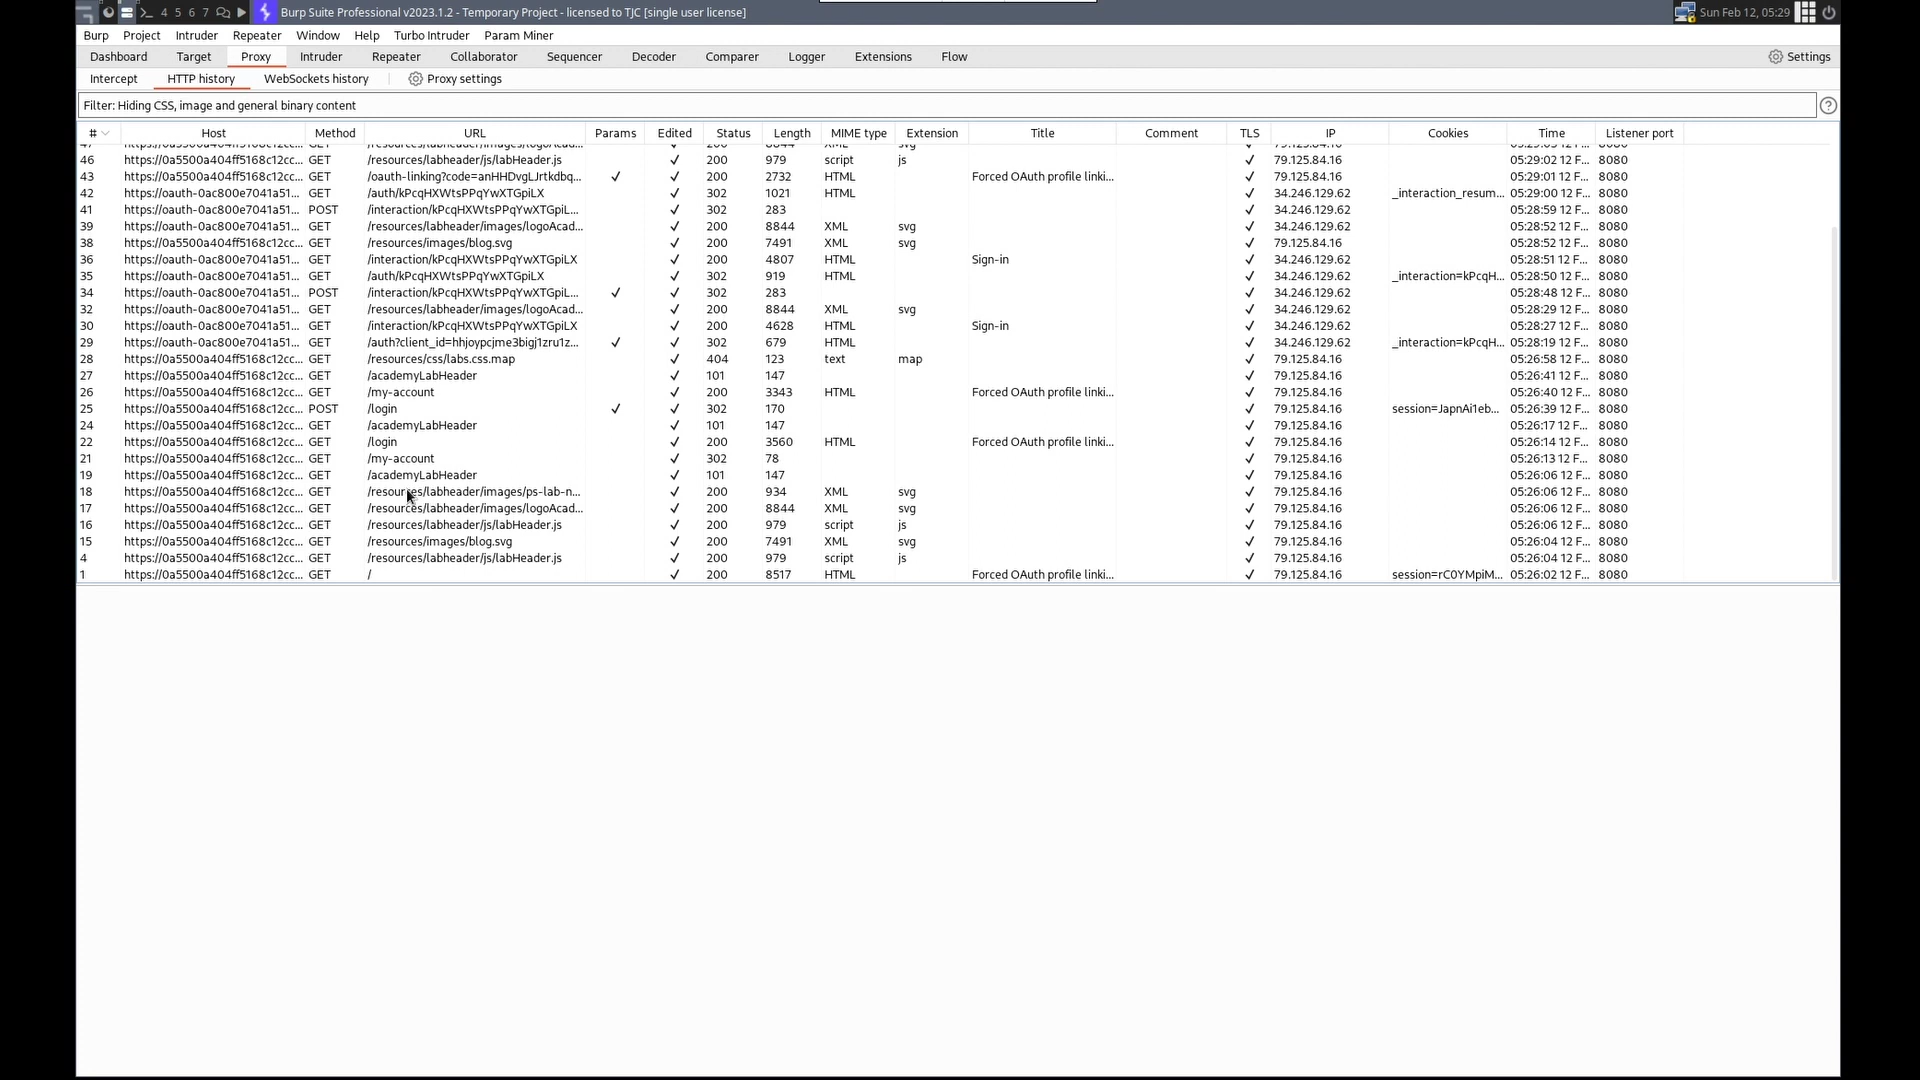 4 5 6 7 Burp Suite Professional v2023.1.2 - Temporary Project - licensed to TJC [single user license] Sun Feb 12, 05:29
Burp Project Intruder Repeater Window Help Turbo Intruder Param Miner
Dashboard Target Proxy Intruder Repeater Collaborator Sequencer Decoder Comparer Logger Extensions Flow Settings
Intercept HTTP history WebSockets history Proxy settings
Filter: Hiding CSS, image and general binary content
# Host Method URL Params Edited Status Length MIME type Extension Title Comment TLS IP Cookies Time Listener port
46 https://0a5500a404ff5168c12cc... GET /resources/labheader/js/labHeader.js ✓ 200 979 script js ✓ 79.125.84.16 05:29:02 12 F... 8080
43 https://0a5500a404ff5168c12cc... GET /oauth-linking?code=anHHDvgLJrtkdbq... ✓ ✓ 200 2732 HTML Forced OAuth profile linki... ✓ 79.125.84.16 05:29:01 12 F... 8080
42 https://oauth-0ac800e7041a51... GET /auth/kPcqHXWtsPPqYwXTGpiLX ✓ 302 1021 HTML ✓ 34.246.129.62 _interaction_resum... 05:29:00 12 F... 8080
41 https://oauth-0ac800e7041a51... POST /interaction/kPcqHXWtsPPqYwXTGpiL... ✓ 302 283 ✓ 34.246.129.62 05:28:59 12 F... 8080
39 https://oauth-0ac800e7041a51... GET /resources/labheader/images/logoAcad... ✓ 200 8844 XML svg ✓ 34.246.129.62 05:28:52 12 F... 8080
38 https://0a5500a404ff5168c12cc... GET /resources/images/blog.svg ✓ 200 7491 XML svg ✓ 79.125.84.16 05:28:52 12 F... 8080
36 https://oauth-0ac800e7041a51... GET /interaction/kPcqHXWtsPPqYwXTGpiLX ✓ 200 4807 HTML Sign-in ✓ 34.246.129.62 05:28:51 12 F... 8080
35 https://oauth-0ac800e7041a51... GET /auth/kPcqHXWtsPPqYwXTGpiLX ✓ 302 919 HTML ✓ 34.246.129.62 _interaction=kPcqH... 05:28:50 12 F... 8080
34 https://oauth-0ac800e7041a51... POST /interaction/kPcqHXWtsPPqYwXTGpiL... ✓ ✓ 302 283 ✓ 34.246.129.62 05:28:48 12 F... 8080
32 https://oauth-0ac800e7041a51... GET /resources/labheader/images/logoAcad... ✓ 200 8844 XML svg ✓ 34.246.129.62 05:28:29 12 F... 8080
30 https://oauth-0ac800e7041a51... GET /interaction/kPcqHXWtsPPqYwXTGpiLX ✓ 200 4628 HTML Sign-in ✓ 34.246.129.62 05:28:27 12 F... 8080
29 https://oauth-0ac800e7041a51... GET /auth?client_id=hhjoypcjme3bigj1zru1z... ✓ ✓ 302 679 HTML ✓ 34.246.129.62 _interaction=kPcqH... 05:28:19 12 F... 8080
28 https://0a5500a404ff5168c12cc... GET /resources/css/labs.css.map ✓ 404 123 text map ✓ 79.125.84.16 05:26:58 12 F... 8080
27 https://0a5500a404ff5168c12cc... GET /academyLabHeader ✓ 101 147 ✓ 79.125.84.16 05:26:41 12 F... 8080
26 https://0a5500a404ff5168c12cc... GET /my-account ✓ 200 3343 HTML Forced OAuth profile linki... ✓ 79.125.84.16 05:26:40 12 F... 8080
25 https://0a5500a404ff5168c12cc... POST /login ✓ ✓ 302 170 ✓ 79.125.84.16 session=JapnAi1eb... 05:26:39 12 F... 8080
24 https://0a5500a404ff5168c12cc... GET /academyLabHeader ✓ 101 147 ✓ 79.125.84.16 05:26:17 12 F... 8080
22 https://0a5500a404ff5168c12cc... GET /login ✓ 200 3560 HTML Forced OAuth profile linki... ✓ 79.125.84.16 05:26:14 12 F... 8080
21 https://0a5500a404ff5168c12cc... GET /my-account ✓ 302 78 ✓ 79.125.84.16 05:26:13 12 F... 8080
19 https://0a5500a404ff5168c12cc... GET /academyLabHeader ✓ 101 147 ✓ 79.125.84.16 05:26:06 12 F... 8080
18 https://0a5500a404ff5168c12cc... GET /resources/labheader/images/ps-lab-n... ✓ 200 934 XML svg ✓ 79.125.84.16 05:26:06 12 F... 8080
17 https://0a5500a404ff5168c12cc... GET /resources/labheader/images/logoAcad... ✓ 200 8844 XML svg ✓ 79.125.84.16 05:26:06 12 F... 8080
16 https://0a5500a404ff5168c12cc... GET /resources/labheader/js/labHeader.js ✓ 200 979 script js ✓ 79.125.84.16 05:26:06 12 F... 8080
15 https://0a5500a404ff5168c12cc... GET /resources/images/blog.svg ✓ 200 7491 XML svg ✓ 79.125.84.16 05:26:04 12 F... 8080
4 https://0a5500a404ff5168c12cc... GET /resources/labheader/js/labHeader.js ✓ 200 979 script js ✓ 79.125.84.16 05:26:04 12 F... 8080
1 https://0a5500a404ff5168c12cc... GET / ✓ 200 8517 HTML Forced OAuth profile linki... ✓ 79.125.84.16 session=rC0YMpiM... 05:26:02 12 F... 8080